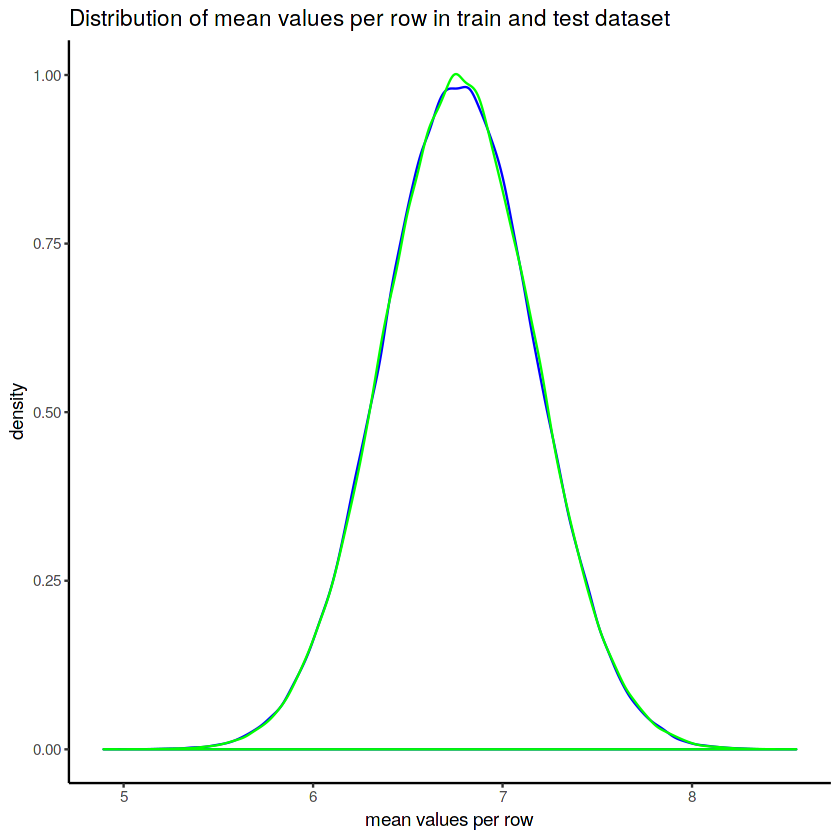 Distribution of mean values per row in train and test dataset
1.00
0.75
0.50
0.25
0.00
density
5 6 7 8
mean values per row